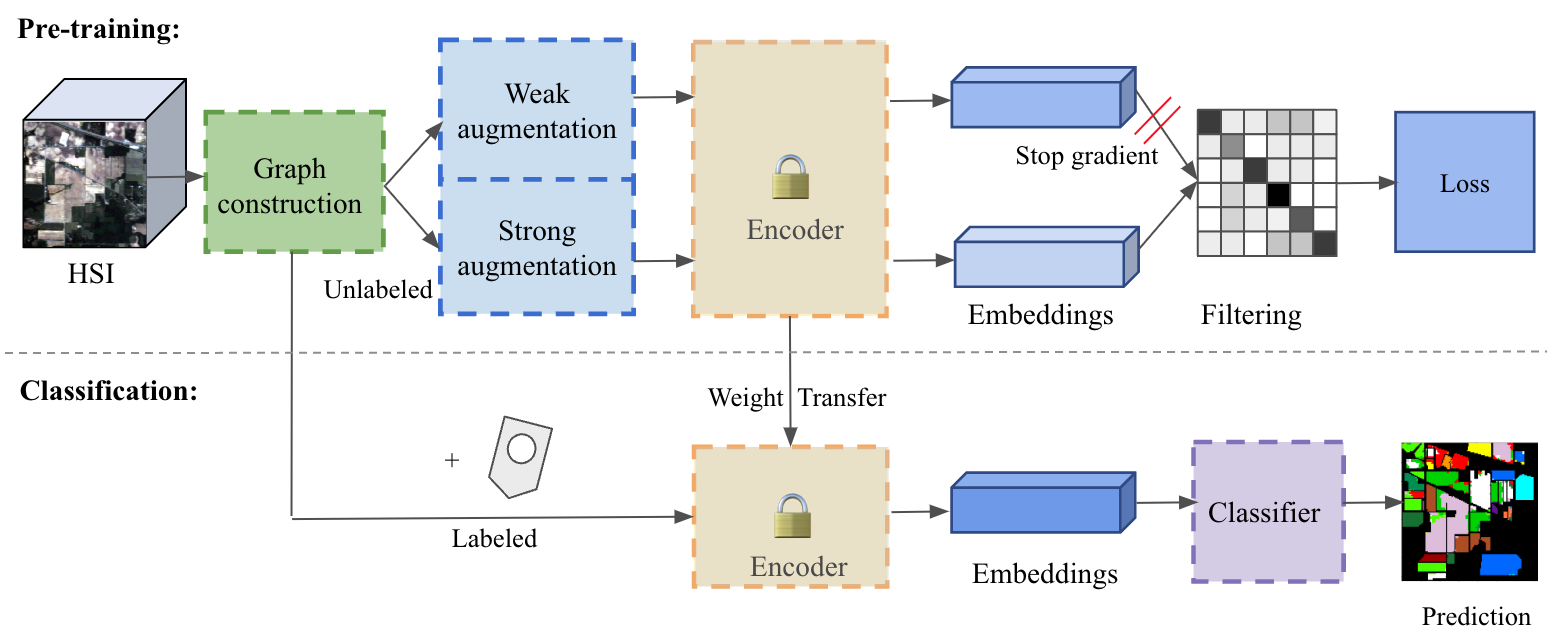 Pre-training:
HSI
Graph
construction
Unlabeled
Weak
augmentation
Strong
augmentation
Encoder
Stop gradient
Embeddings
Filtering
Loss
Classification:
Weight Transfer
+
Labeled
Encoder
Embeddings
Classifier
Prediction